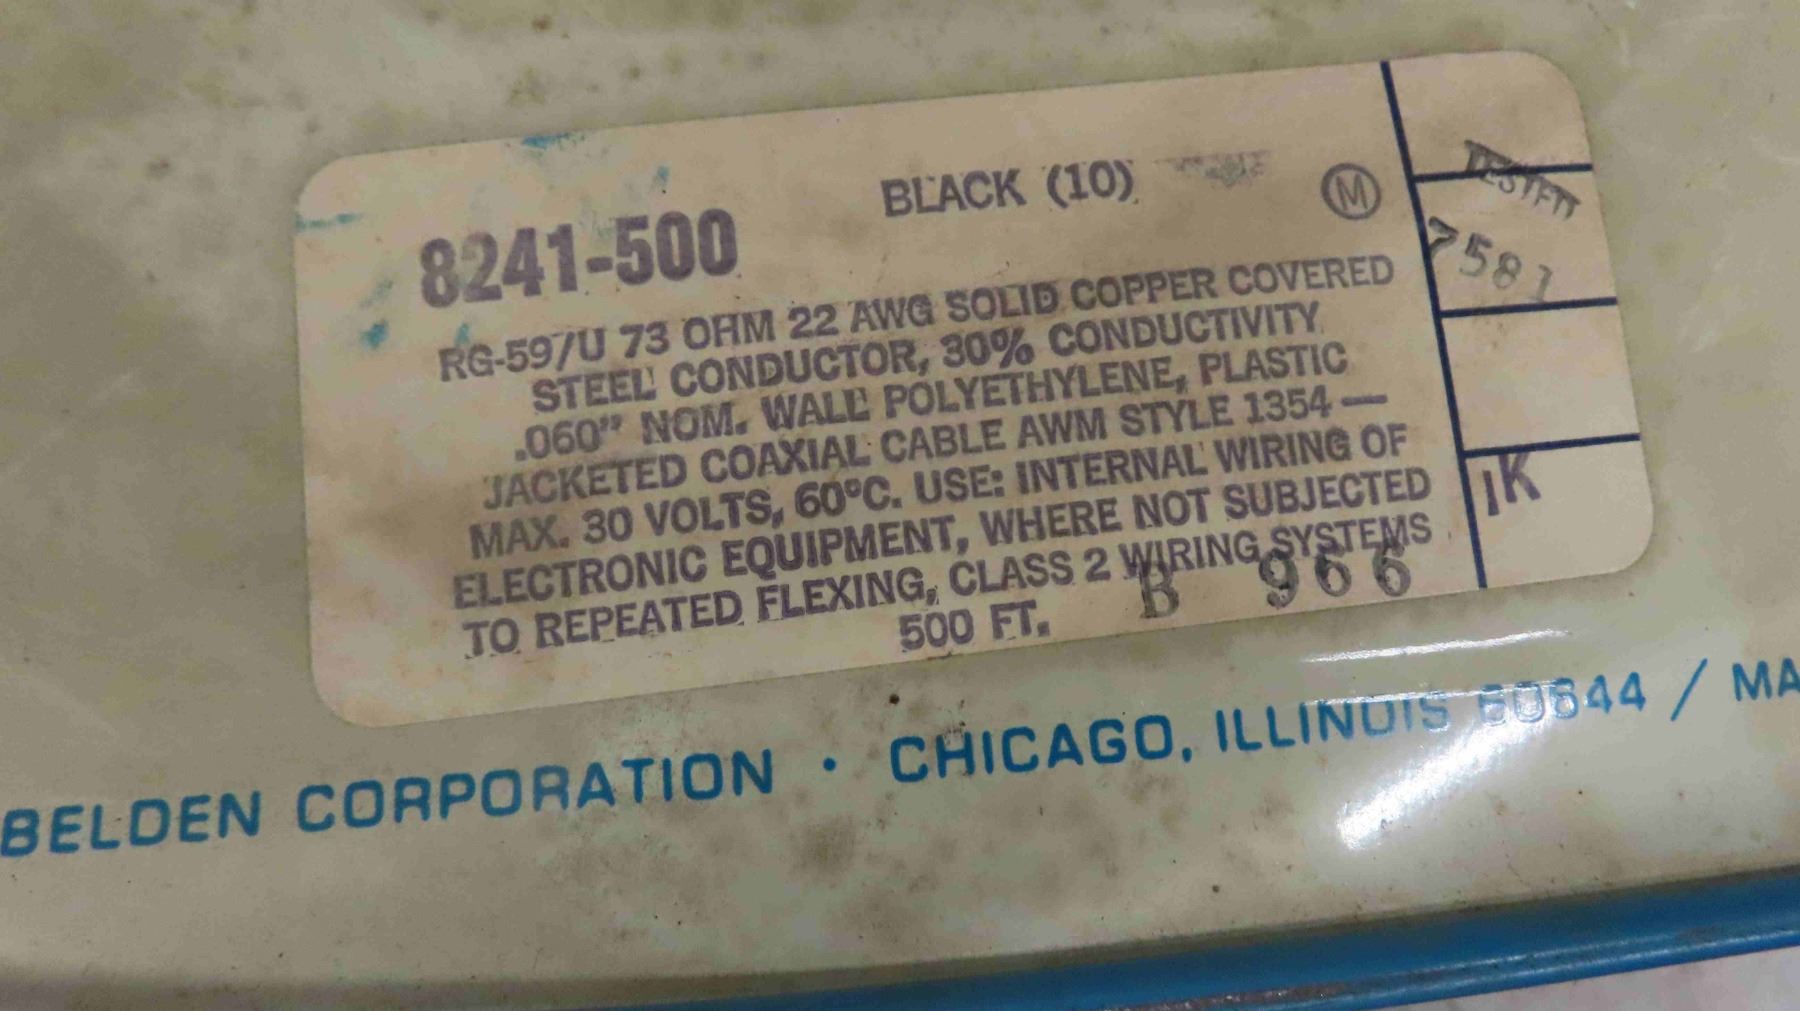 BLACK (10)
M
8241-500
RG-59/U 73 OHM 22 AWG SOLID COPPER COVERED
STEEL CONDUCTOR, 30% CONDUCTIVITY
.060" NOM. WALL POLYETHYLENE, PLASTIC
JACKETED COAXIAL CABLE AWM STYLE 1354 —
MAX. 30 VOLTS, 60°C. USE: INTERNAL WIRING OF
ELECTRONIC EQUIPMENT, WHERE NOT SUBJECTED
TO REPEATED FLEXING, CLASS 2 WIRING SYSTEMS
500 FT.
B 966
TESTED
7581
1K
BELDEN CORPORATION • CHICAGO, ILLINOIS 60644 / MA